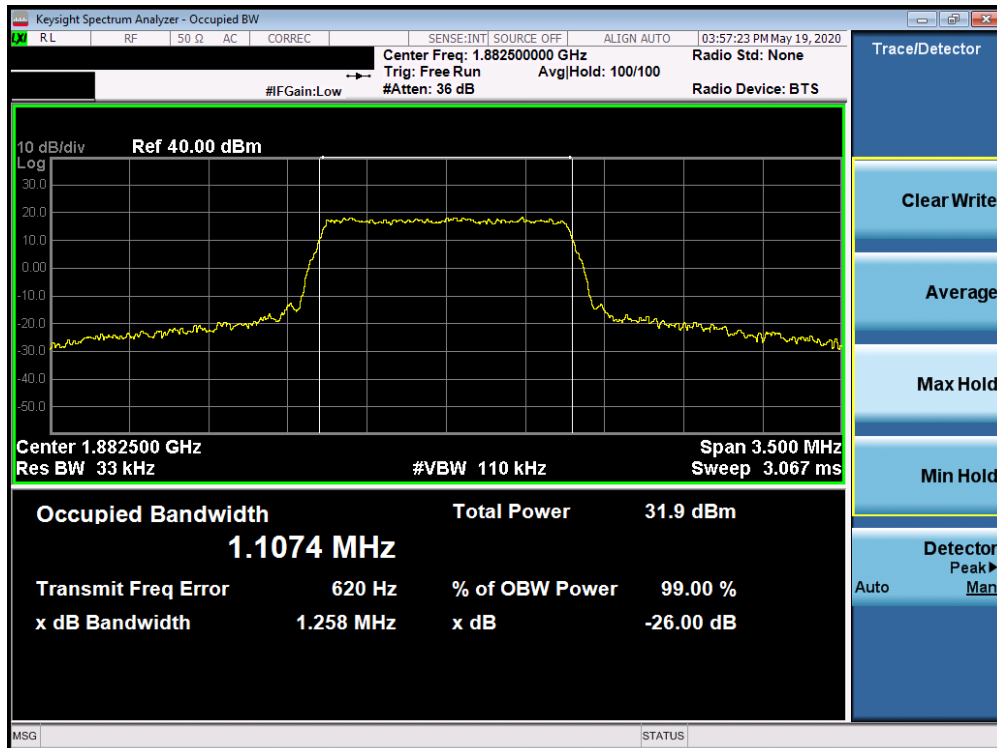 Keysight Spectrum Analyzer - Occupied BW
LXI RL RF 50 Ω AC CORREC SENSE:INT SOURCE OFF ALIGN AUTO 03:57:23 PM May 19, 2020
Center Freq: 1.882500000 GHz Radio Std: None
Trig: Free Run Avg|Hold: 100/100
#IFGain:Low #Atten: 36 dB Radio Device: BTS
10 dB/div Ref 40.00 dBm
Log
30.0
20.0
10.0
0.00
-10.0
-20.0
-30.0
-40.0
-50.0
Center 1.882500 GHz Span 3.500 MHz
Res BW 33 kHz #VBW 110 kHz Sweep 3.067 ms
Occupied Bandwidth Total Power 31.9 dBm
1.1074 MHz
Transmit Freq Error 620 Hz % of OBW Power 99.00 %
x dB Bandwidth 1.258 MHz x dB -26.00 dB
MSG STATUS
Trace/Detector
Clear Write
Average
Max Hold
Min Hold
Detector
Peak▶
Auto Man